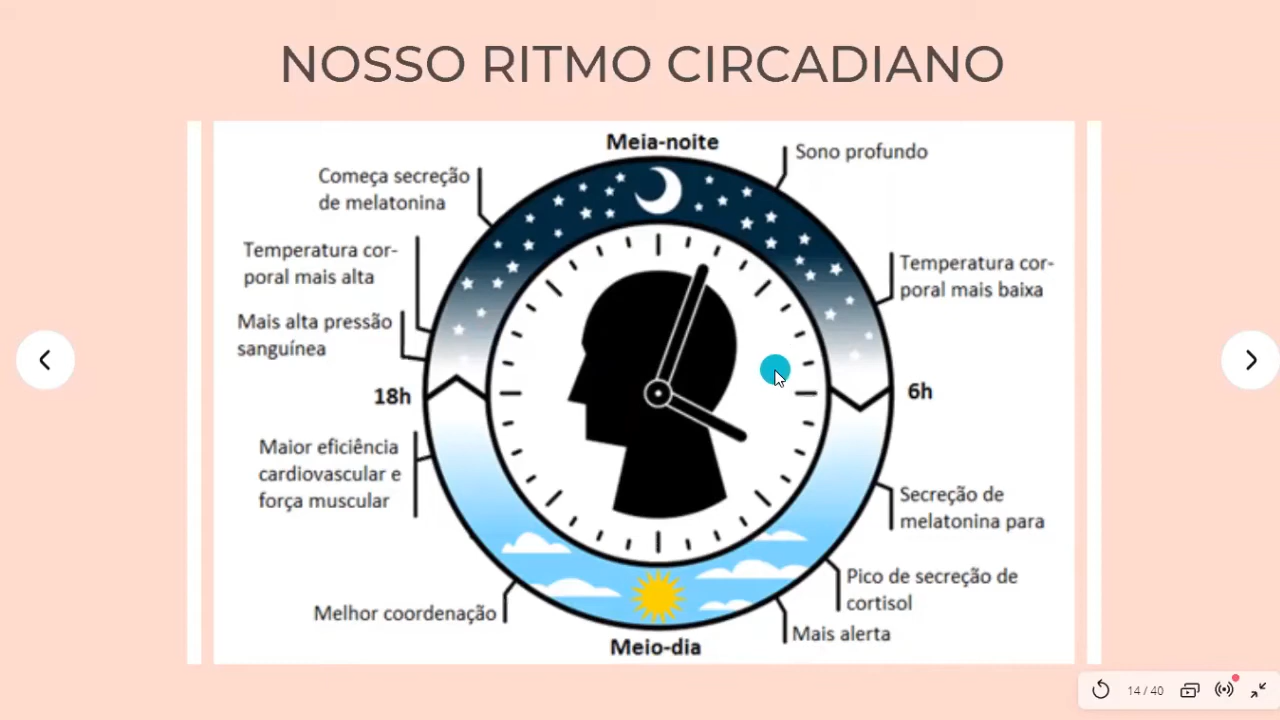 NOSSO RITMO CIRCADIANO
Meia-noite
Sono profundo
Começa secreção
de melatonina
Temperatura cor-
poral mais alta
Temperatura cor-
poral mais baixa
Mais alta pressão
sanguínea
18h
6h
Maior eficiência
cardiovascular e
força muscular
Secreção de
melatonina para
Pico de secreção de
cortisol
Melhor coordenação
Mais alerta
Meio-dia
14 / 40